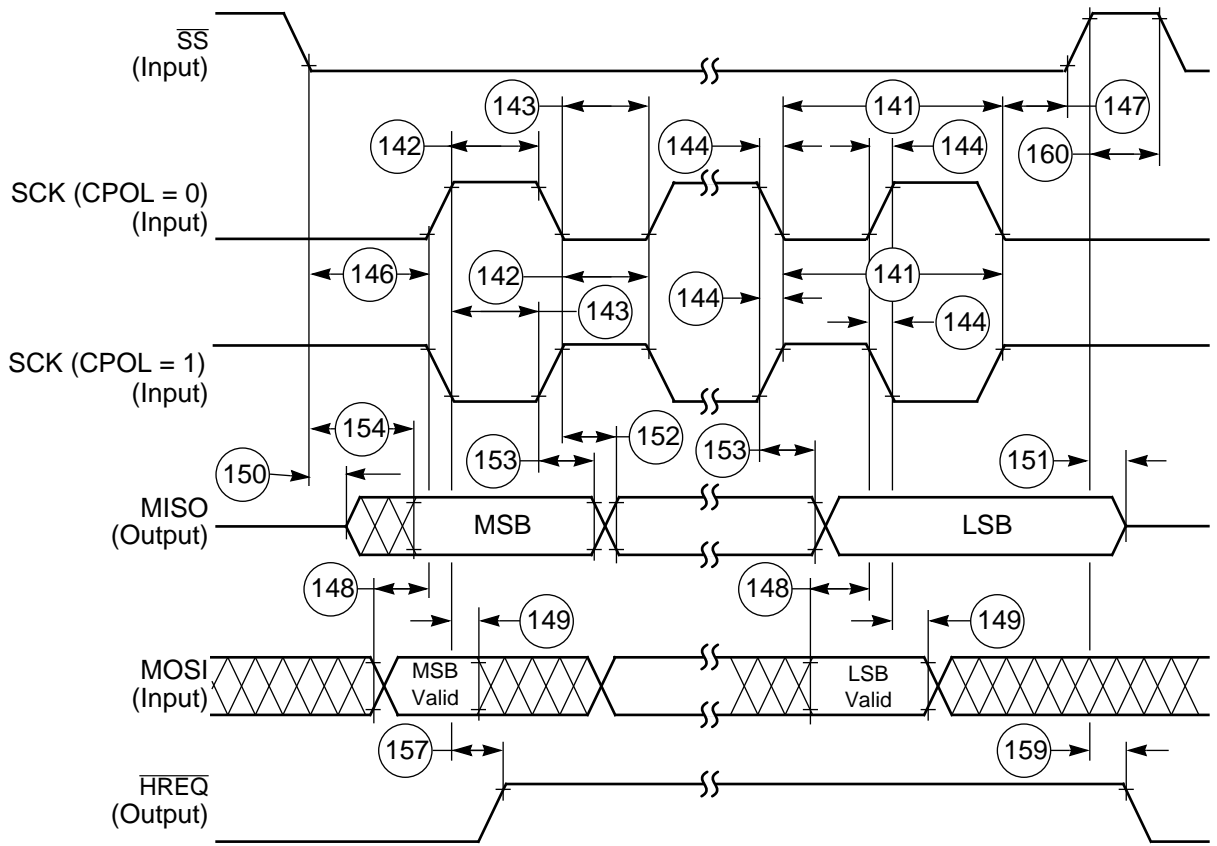 SS
(Input)
143
141
147
142
144
144
160
SCK (CPOL = 0)
(Input)
146
142
141
144
143
144
SCK (CPOL = 1)
(Input)
154
152
153
153
150
151
MISO
(Output)
MSB
LSB
148
148
149
149
MOSI
(Input)
MSB
Valid
LSB
Valid
157
159
HREQ
(Output)